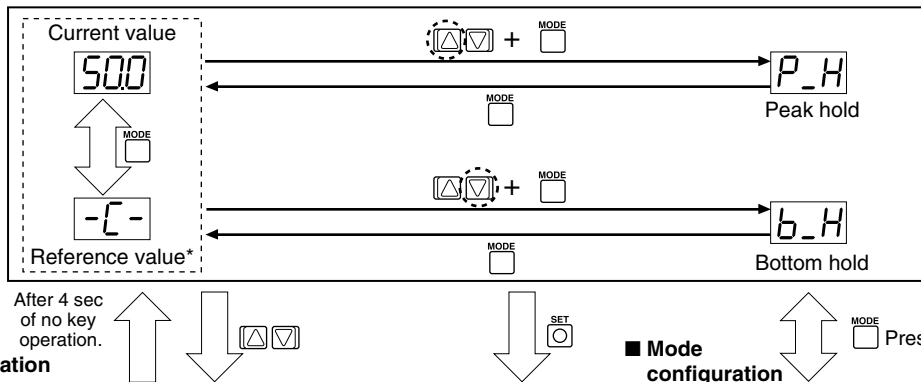 Current value
50.0
MODE
-C-
Reference value*
+ MODE
MODE
P_H
Peak hold
+ MODE
MODE
b_H
Bottom hold
After 4 sec
of no key
operation.
SET
■ Mode
configuration
MODE